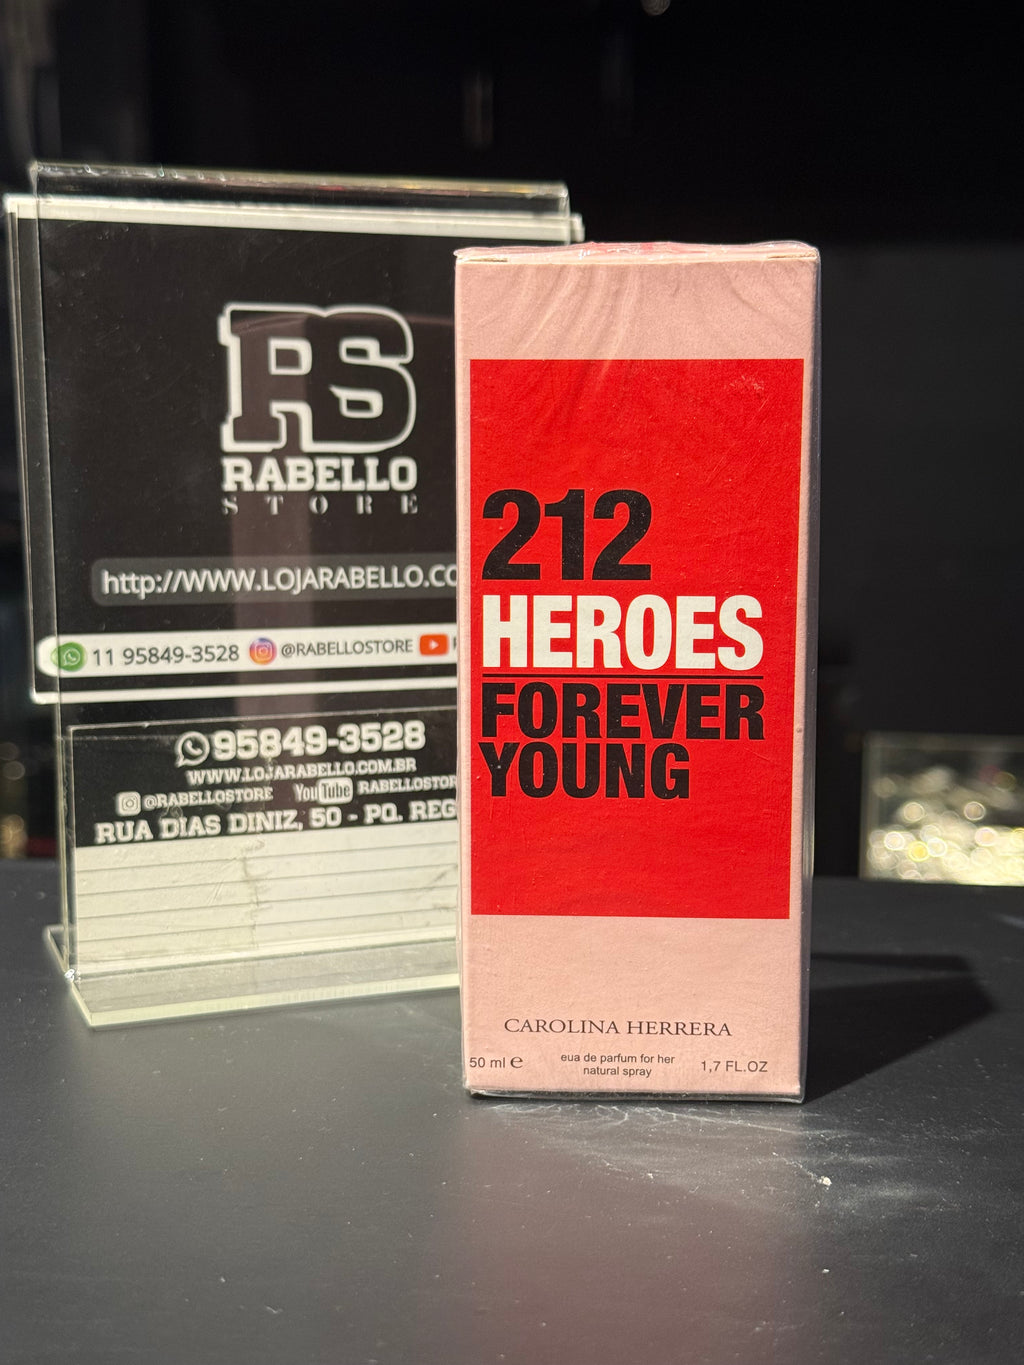 RS
RABELLO
STORE
http://WWW.LOJARABELLO.CO
11 95849-3528 @RABELLOSTORE
95849-3528
WWW.LOJARABELLO.COM.BR
@RABELLOSTORE YouTube RABELLOSTOR
RUA DIAS DINIZ, 50 - PQ. REG
212
HEROES
FOREVER
YOUNG
CAROLINA HERRERA
50 ml e
eua de parfum for her
natural spray
1,7 FL.OZ